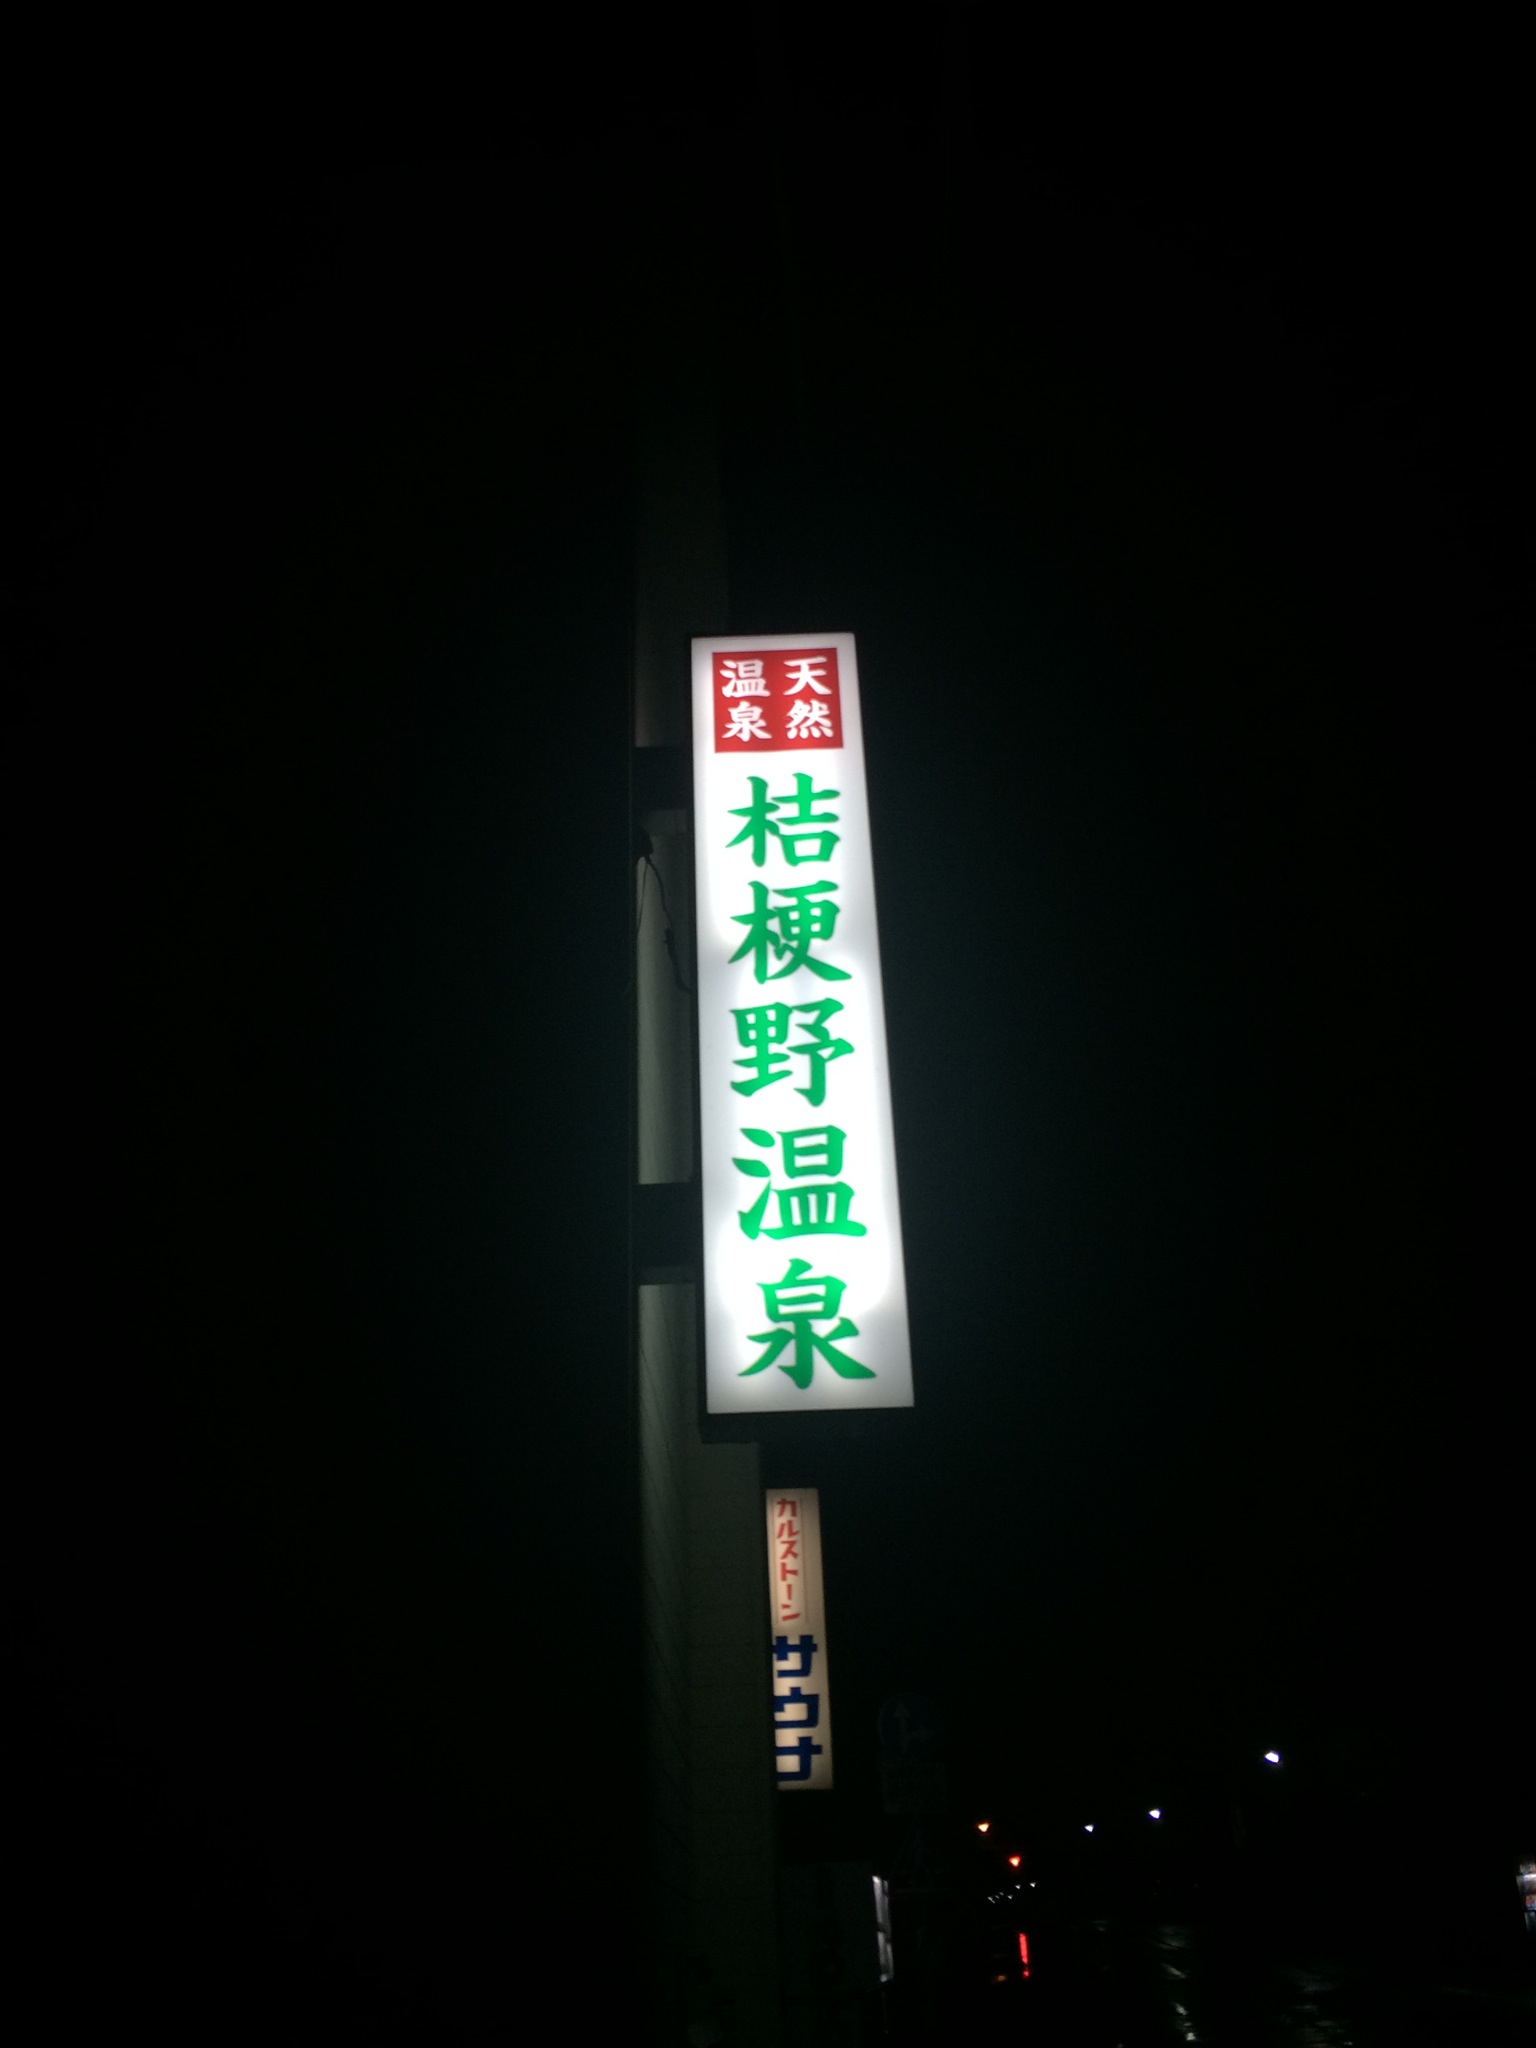 天然
温泉
桔梗野温泉
カルストーン
サウナ